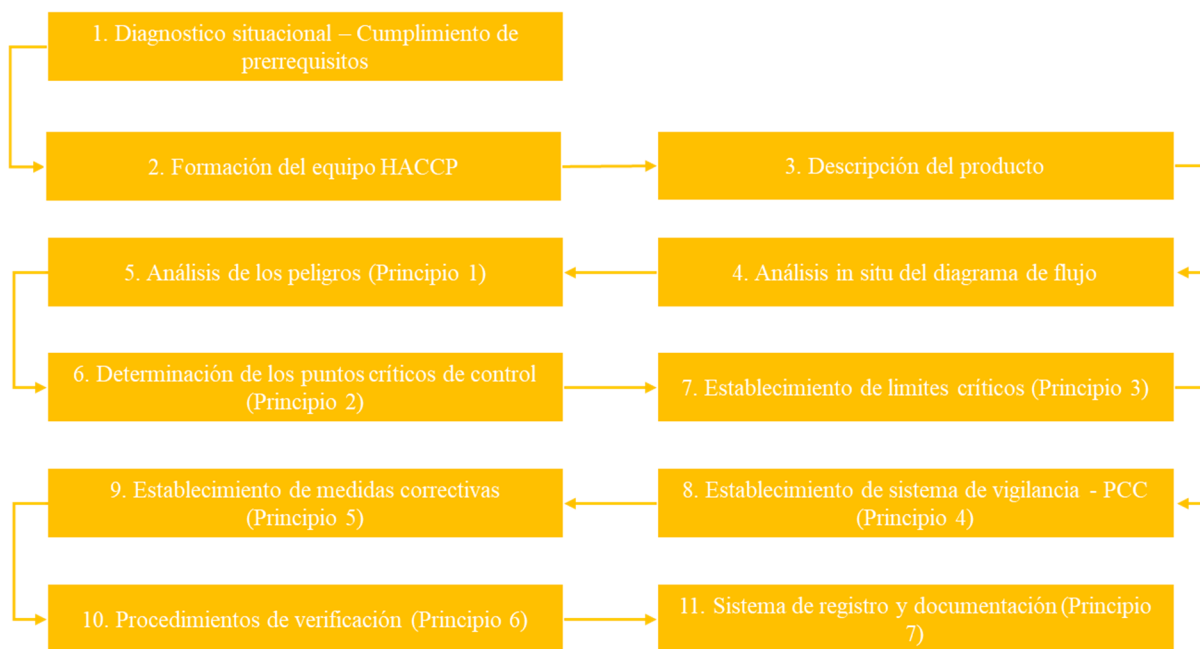 1. Diagnostico situacional – Cumplimiento de
prerrequisitos
2. Formación del equipo HACCP
3. Descripción del producto
5. Análisis de los peligros (Principio 1)
4. Análisis in situ del diagrama de flujo
6. Determinación de los puntos críticos de control
(Principio 2)
7. Establecimiento de limites críticos (Principio 3)
9. Establecimiento de medidas correctivas
(Principio 5)
8. Establecimiento de sistema de vigilancia - PCC
(Principio 4)
10. Procedimientos de verificación (Principio 6)
11. Sistema de registro y documentación (Principio
7)